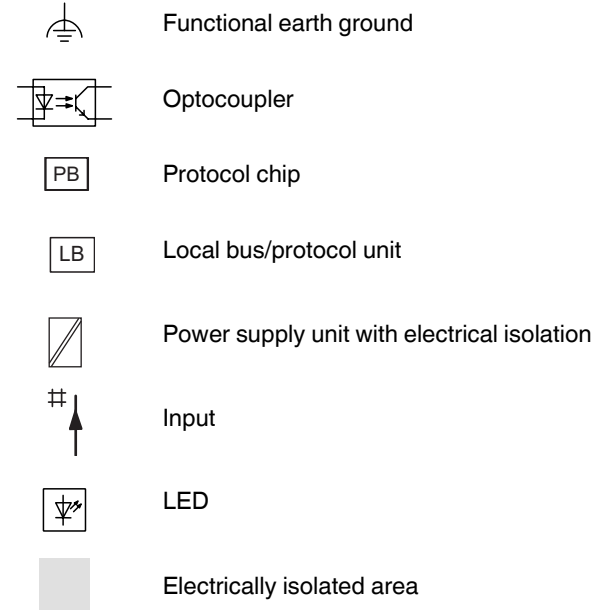 Functional earth ground
Optocoupler
PB Protocol chip
LB Local bus/protocol unit
Power supply unit with electrical isolation
# Input
LED
Electrically isolated area